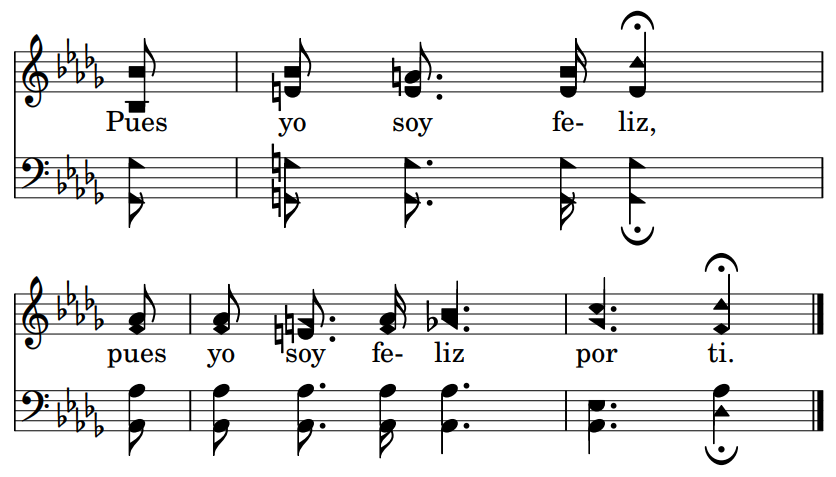 Pues yo soy fe- liz,
pues yo soy fe- liz por ti.